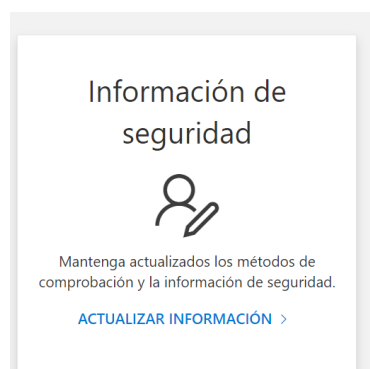 Información de
seguridad
Mantenga actualizados los métodos de
comprobación y la información de seguridad.
ACTUALIZAR INFORMACIÓN >